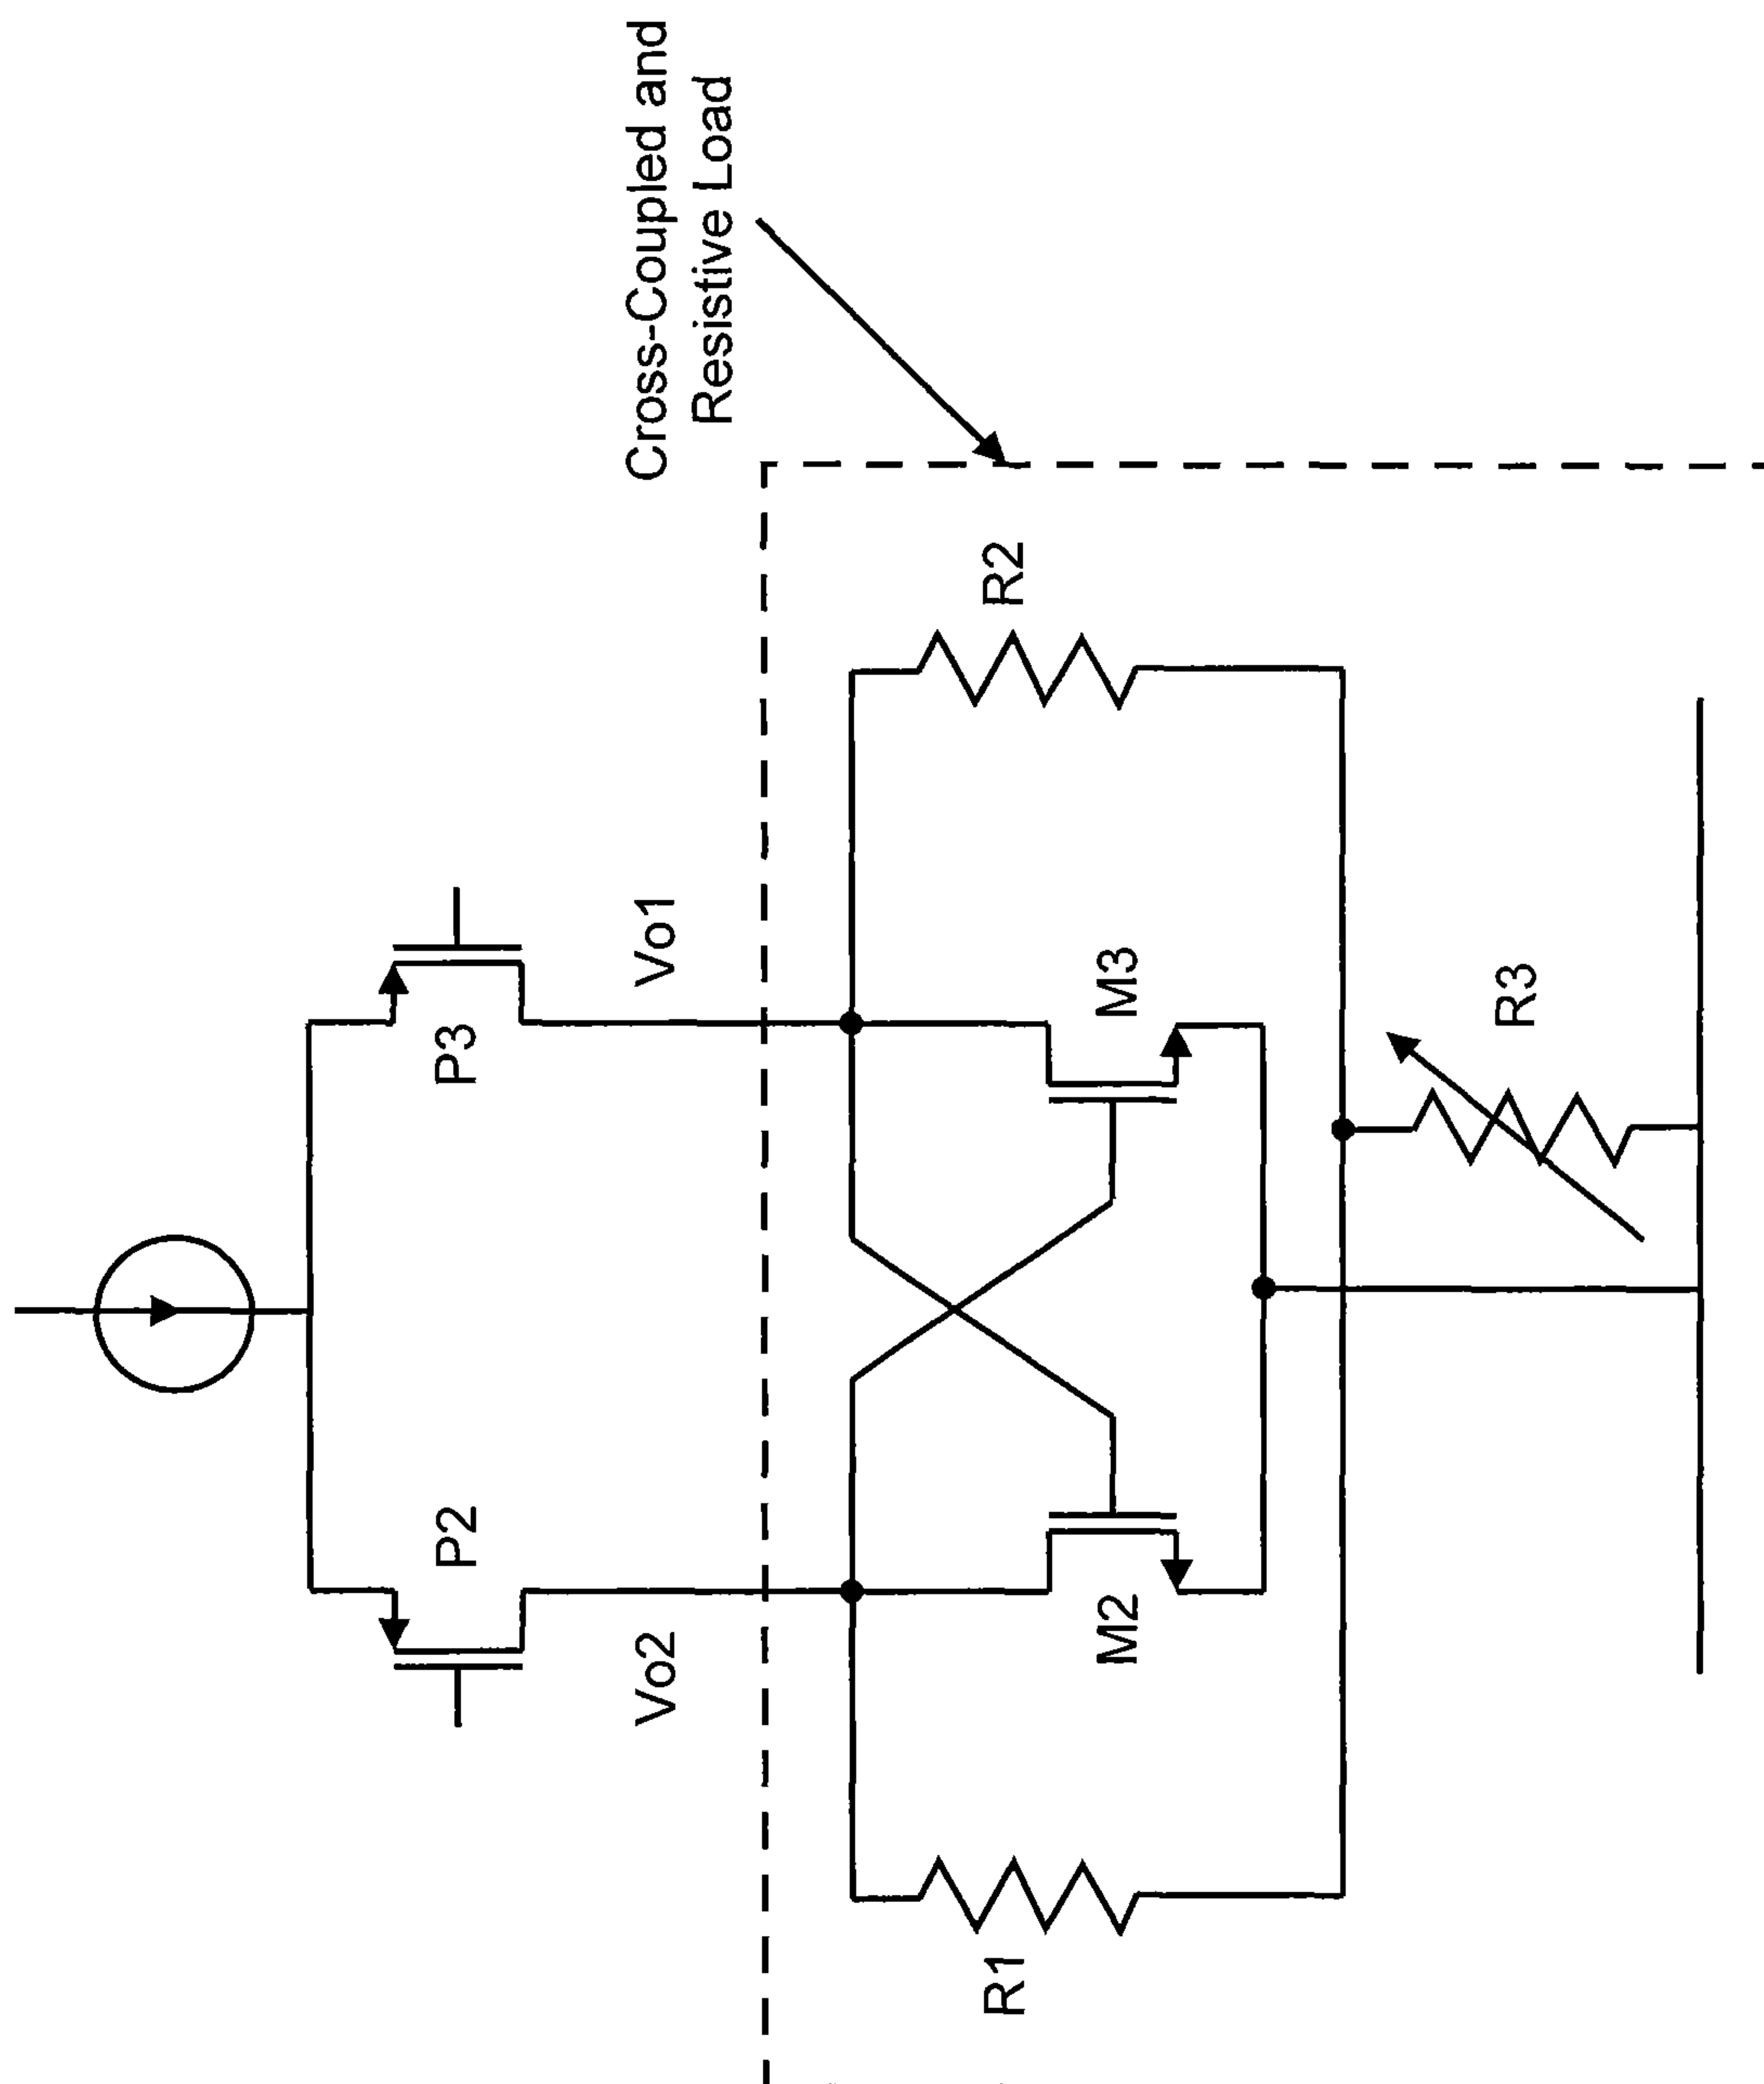 Cross-Coupled and
Resistive Load
P2
P3
Vo2
Vo1
R1
R2
M2
M3
R3